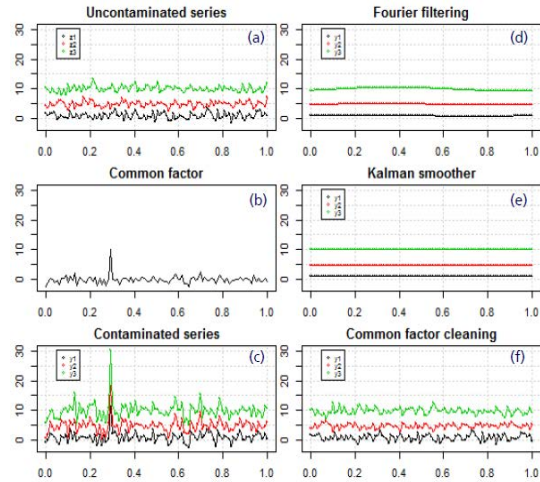 Uncontaminated series
(a)
z1
z2
z3
0 10 20 30
0.0 0.2 0.4 0.6 0.8 1.0
Fourier filtering
(d)
y1
y2
y3
0 10 20 30
0.0 0.2 0.4 0.6 0.8 1.0
Common factor
(b)
0 10 20 30
0.0 0.2 0.4 0.6 0.8 1.0
Kalman smoother
(e)
y1
y2
y3
0 10 20 30
0.0 0.2 0.4 0.6 0.8 1.0
Contaminated series
(c)
y1
y2
y3
0 10 20 30
0.0 0.2 0.4 0.6 0.8 1.0
Common factor cleaning
(f)
y1
y2
y3
0 10 20 30
0.0 0.2 0.4 0.6 0.8 1.0